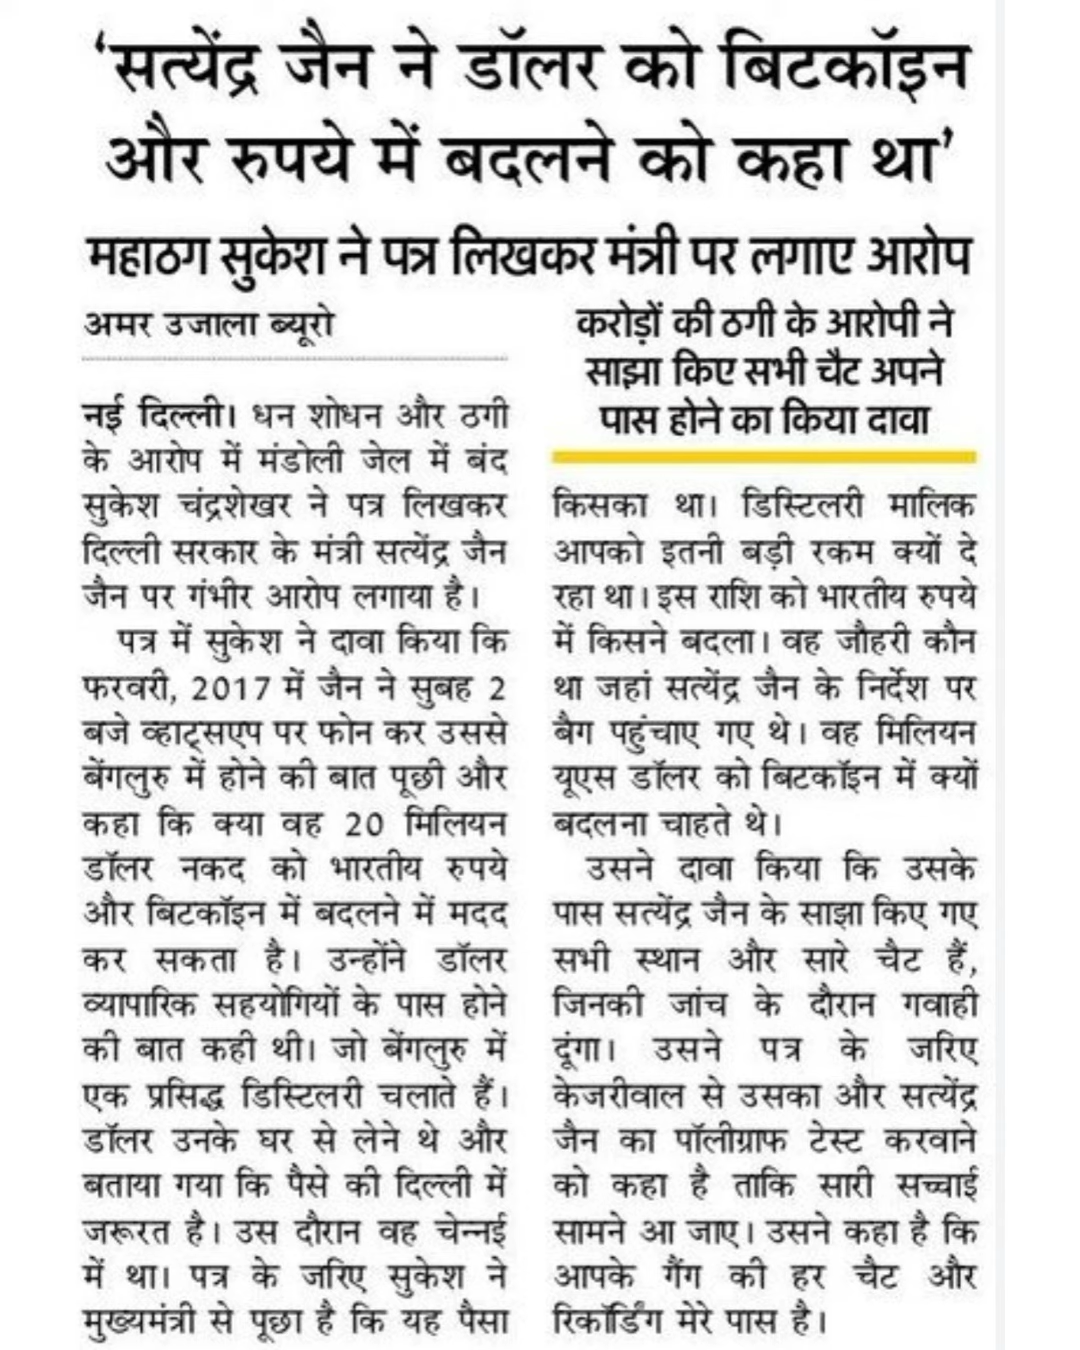 ‘सत्येंद्र जैन ने डॉलर को बिटकॉइन
और रुपये में बदलने को कहा था’
महाठग सुकेश ने पत्र लिखकर मंत्री पर लगाए आरोप
अमर उजाला ब्यूरो
नई दिल्ली। धन शोधन और ठगी
के आरोप में मंडोली जेल में बंद
सुकेश चंद्रशेखर ने पत्र लिखकर
दिल्ली सरकार के मंत्री सत्येंद्र जैन
जैन पर गंभीर आरोप लगाया है।
पत्र में सुकेश ने दावा किया कि
फरवरी, 2017 में जैन ने सुबह 2
बजे व्हाट्सएप पर फोन कर उससे
बेंगलुरु में होने की बात पूछी और
कहा कि क्या वह 20 मिलियन
डॉलर नकद को भारतीय रुपये
और बिटकॉइन में बदलने में मदद
कर सकता है। उन्होंने डॉलर
व्यापारिक सहयोगियों के पास होने
की बात कही थी। जो बेंगलुरु में
एक प्रसिद्ध डिस्टिलरी चलाते हैं।
डॉलर उनके घर से लेने थे और
बताया गया कि पैसे की दिल्ली में
जरूरत है। उस दौरान वह चेन्नई
में था। पत्र के जरिए सुकेश ने
मुख्यमंत्री से पूछा है कि यह पैसा
करोड़ों की ठगी के आरोपी ने
साझा किए सभी चैट अपने
पास होने का किया दावा
किसका था। डिस्टिलरी मालिक
आपको इतनी बड़ी रकम क्यों दे
रहा था। इस राशि को भारतीय रुपये
में किसने बदला। वह जौहरी कौन
था जहां सत्येंद्र जैन के निर्देश पर
बैग पहुंचाए गए थे। वह मिलियन
यूएस डॉलर को बिटकॉइन में क्यों
बदलना चाहते थे।
उसने दावा किया कि उसके
पास सत्येंद्र जैन के साझा किए गए
सभी स्थान और सारे चैट हैं,
जिनकी जांच के दौरान गवाही
दूंगा। उसने पत्र के जरिए
केजरीवाल से उसका और सत्येंद्र
जैन का पॉलीग्राफ टेस्ट करवाने
को कहा है ताकि सारी सच्चाई
सामने आ जाए। उसने कहा है कि
आपके गैंग की हर चैट और
रिकॉर्डिंग मेरे पास है।